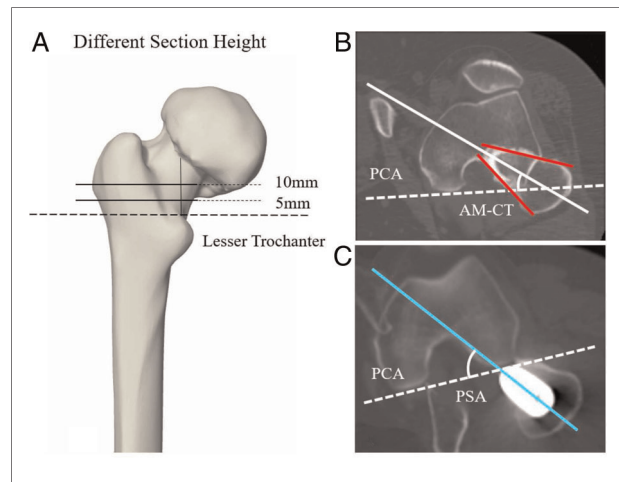 A
Different Section Height
10mm
5mm
Lesser Trochanter
B
PCA
AM-CT
C
PCA
PSA